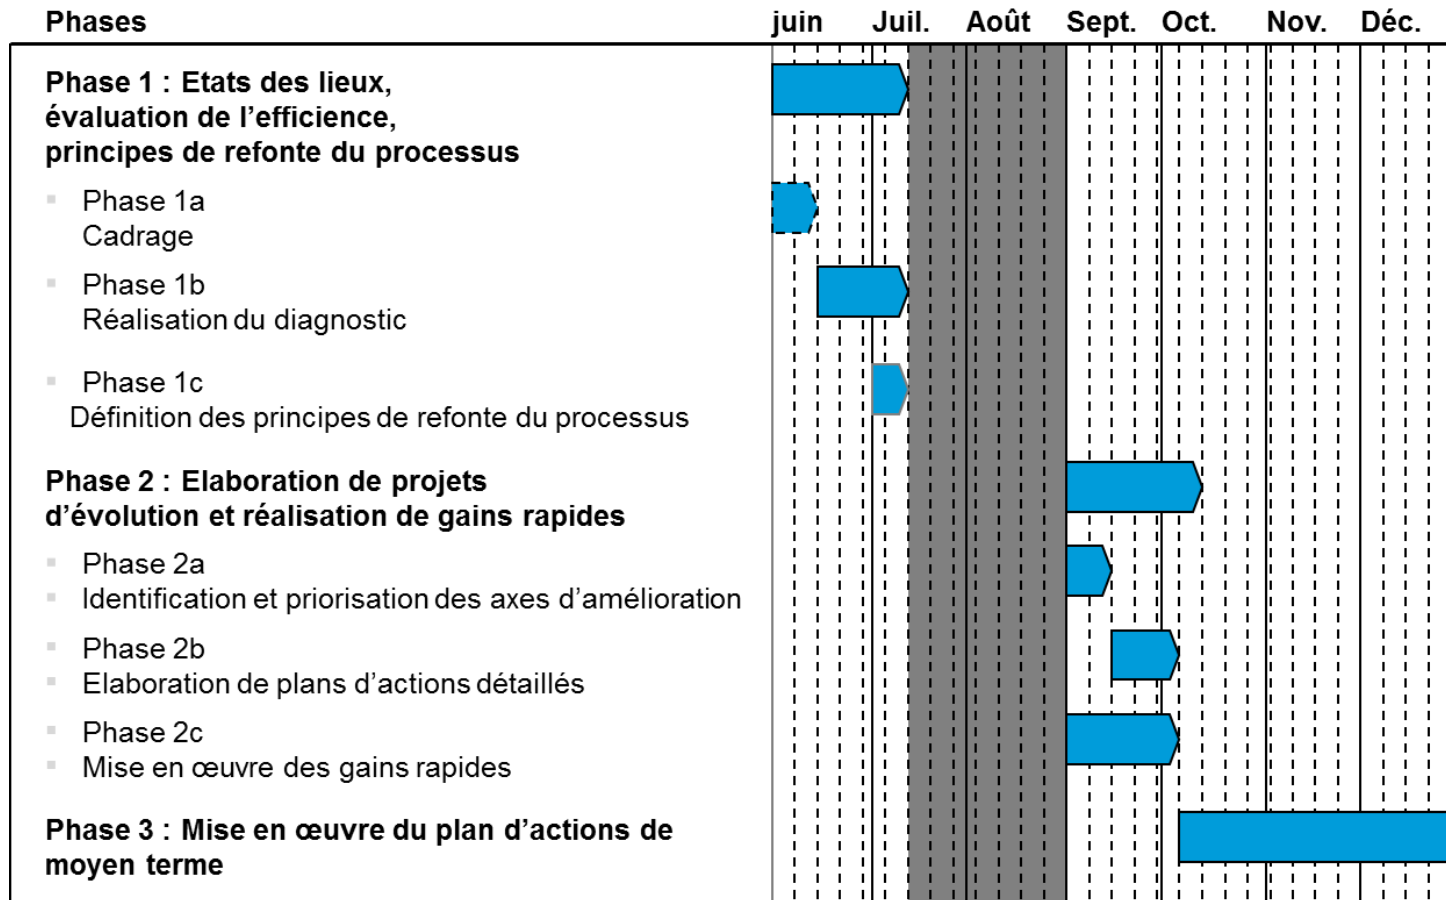 Phases juin Juil. Août Sept. Oct. Nov. Déc.
Phase 1 : Etats des lieux,
évaluation de l’efficience,
principes de refonte du processus
Phase 1a
Cadrage
Phase 1b
Réalisation du diagnostic
Phase 1c
Définition des principes de refonte du processus
Phase 2 : Elaboration de projets
d’évolution et réalisation de gains rapides
Phase 2a
Identification et priorisation des axes d’amélioration
Phase 2b
Elaboration de plans d’actions détaillés
Phase 2c
Mise en œuvre des gains rapides
Phase 3 : Mise en œuvre du plan d’actions de
moyen terme